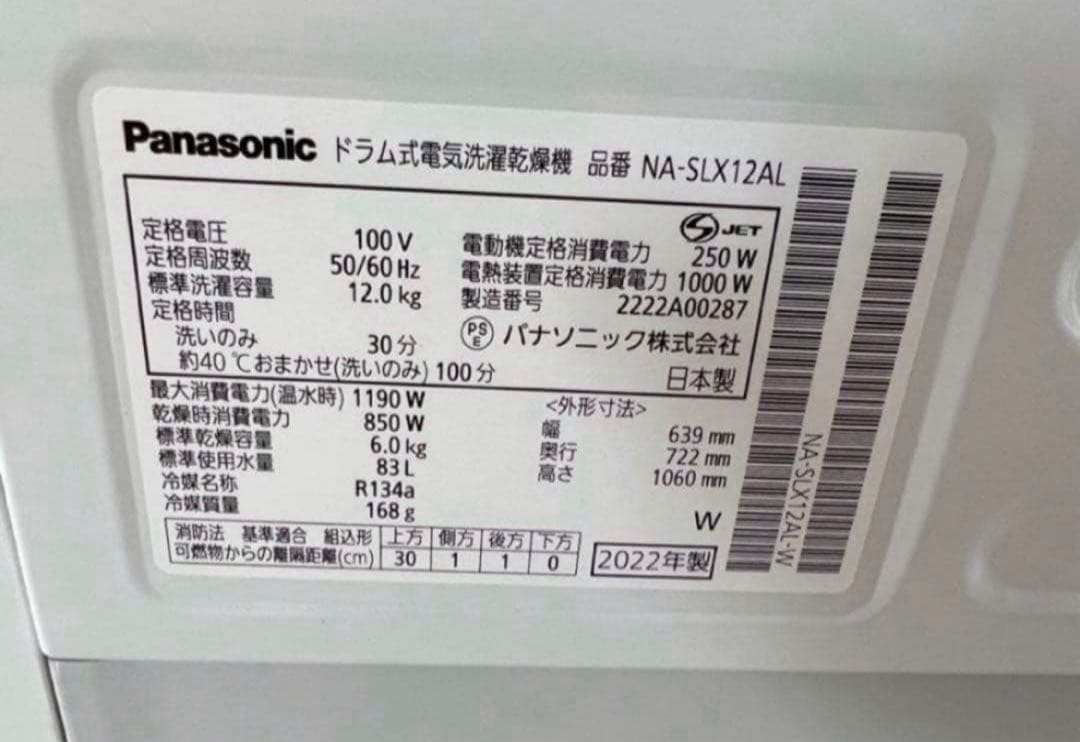 Panasonic ドラム式電気洗濯乾燥機 品番 NA-SLX12AL
S JET
定格電圧 100 V
定格周波数 50/60 Hz
標準洗濯容量 12.0 kg
定格時間
洗いのみ 30 分
約40 ℃おまかせ(洗いのみ) 100 分
電動機定格消費電力 250 W
電熱装置定格消費電力 1000 W
製造番号 2222A00287
PSE パナソニック株式会社
日本製
最大消費電力(温水時) 1190 W
乾燥時消費電力 850 W
標準乾燥容量 6.0 kg
標準使用水量 83 L
冷媒名称 R134a
冷媒質量 168 g
<外形寸法>
幅 639 mm
奥行 722 mm
高さ 1060 mm
W
消防法 基準適合 組込形 上方 側方 後方 下方
可燃物からの離隔距離(cm) 30 1 1 0
2022年製
NA-SLX12AL-W